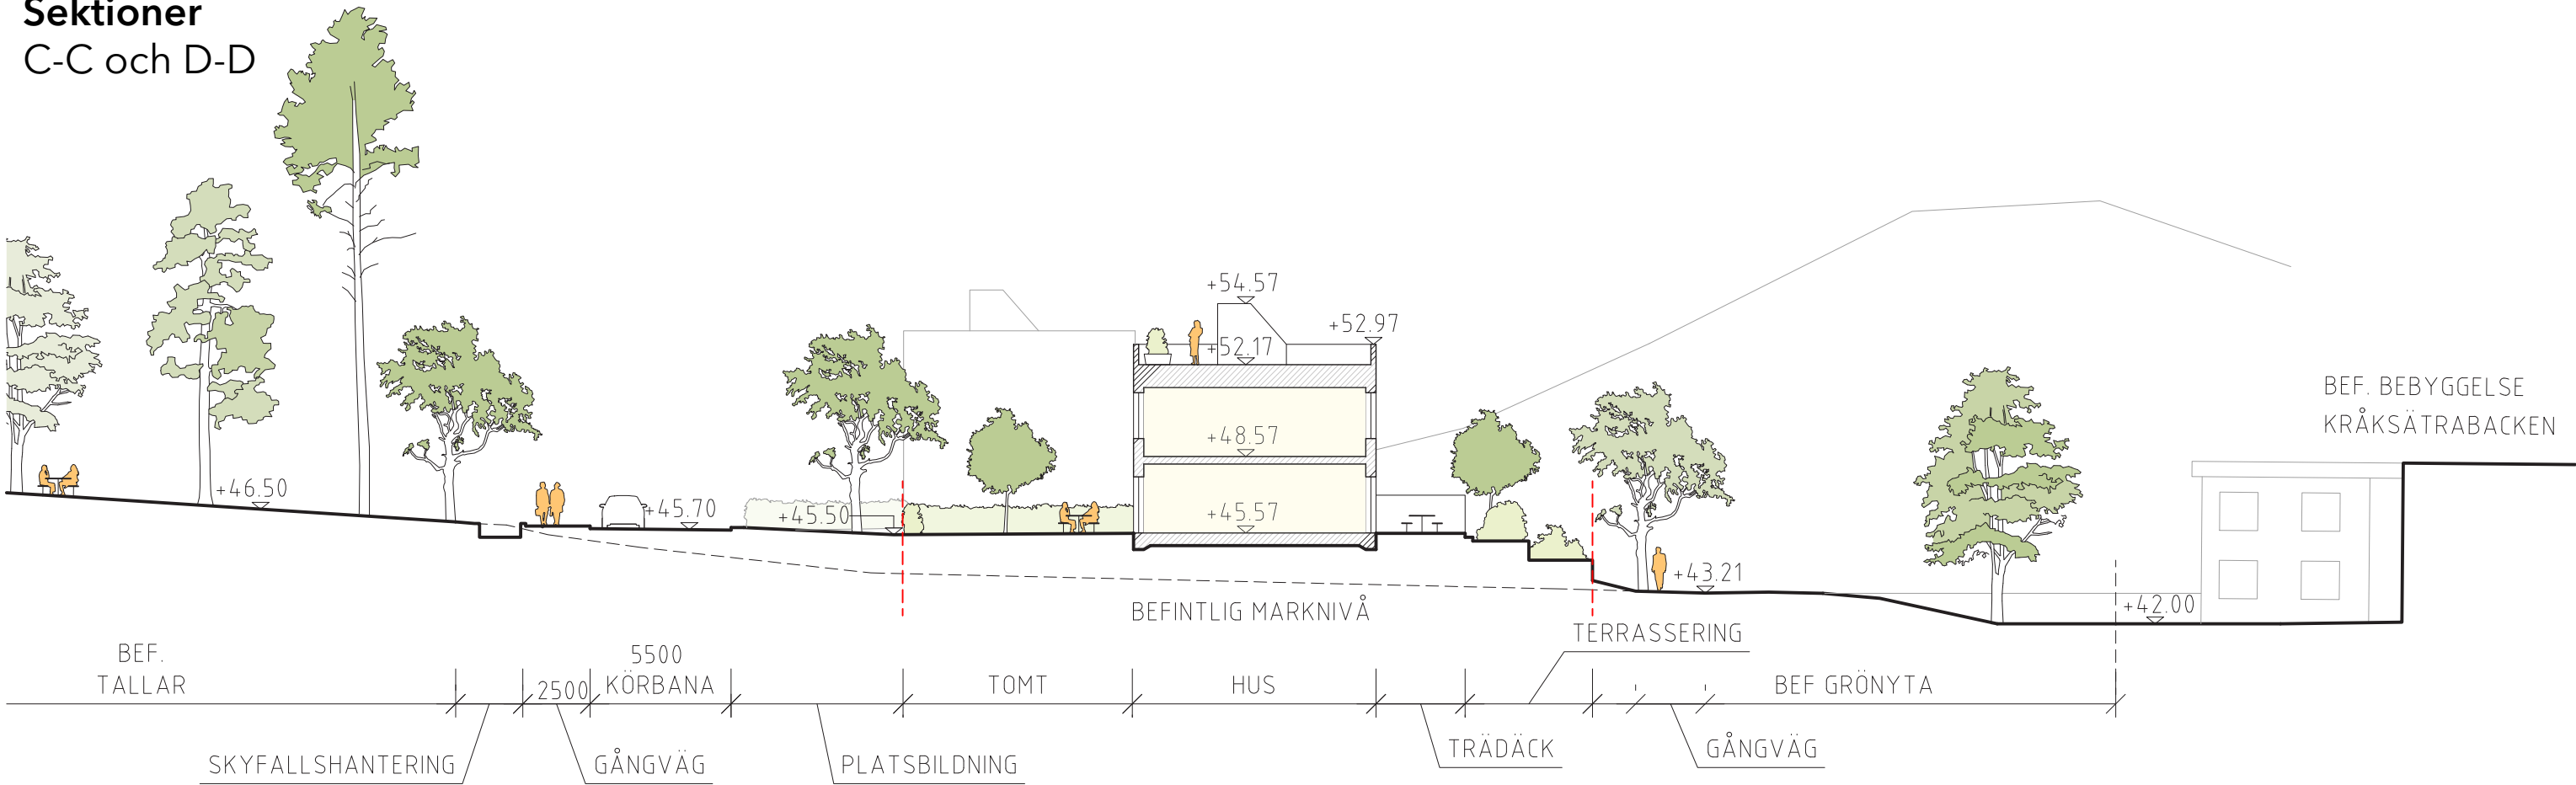 Sektioner
C-C och D-D
+54.57
+52.97
+52.17
BEF. BEBYGGELSE
KRÅKSÄTRABACKEN
+48.57
+46.50
+45.70
+45.50
+45.57
+43.21
+42.00
BEFINTLIG MARKNIVÅ
TERRASSERING
BEF.
TALLAR
2500
5500
KÖRBANA
TOMT
HUS
BEF GRÖNYTA
SKYFALLSHANTERING
GÅNGVÄG
PLATSBILDNING
TRÄDÄCK
GÅNGVÄG